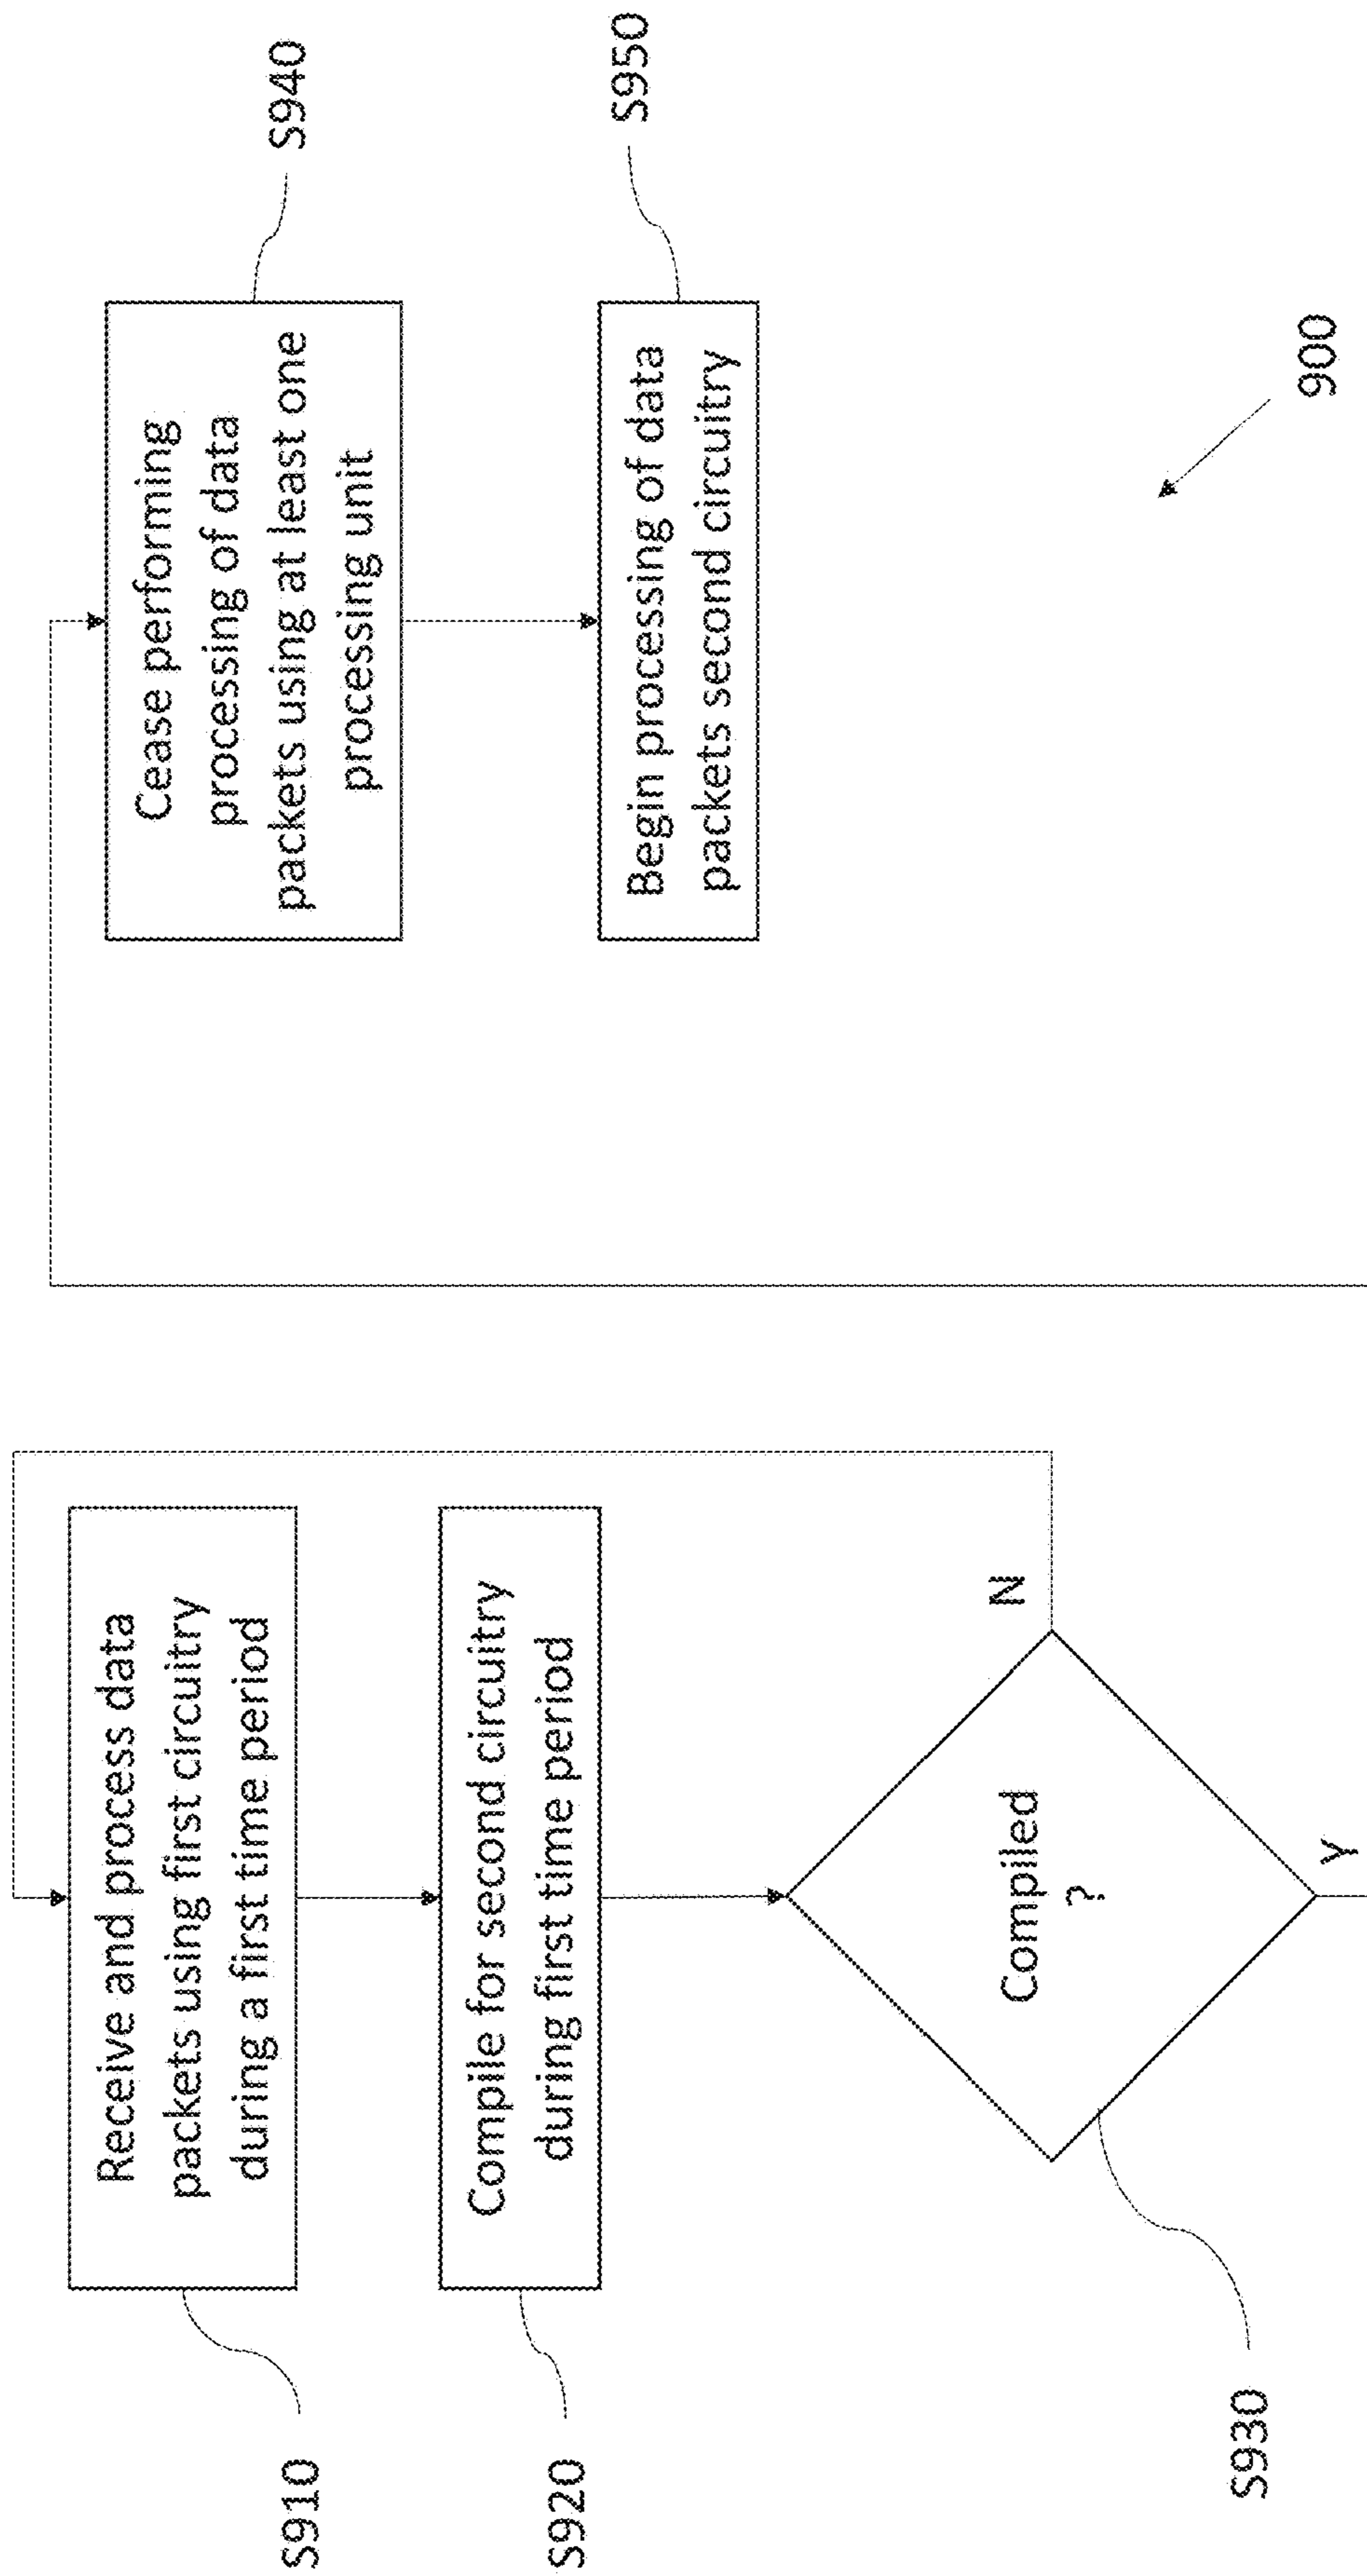 S910
Receive and process data
packets using first circuitry
during a first time period
S920
Compile for second circuitry
during first time period
S930
Compiled
?
N
Y
Cease performing
processing of data
packets using at least one
processing unit
S940
Begin processing of data
packets second circuitry
S950
900